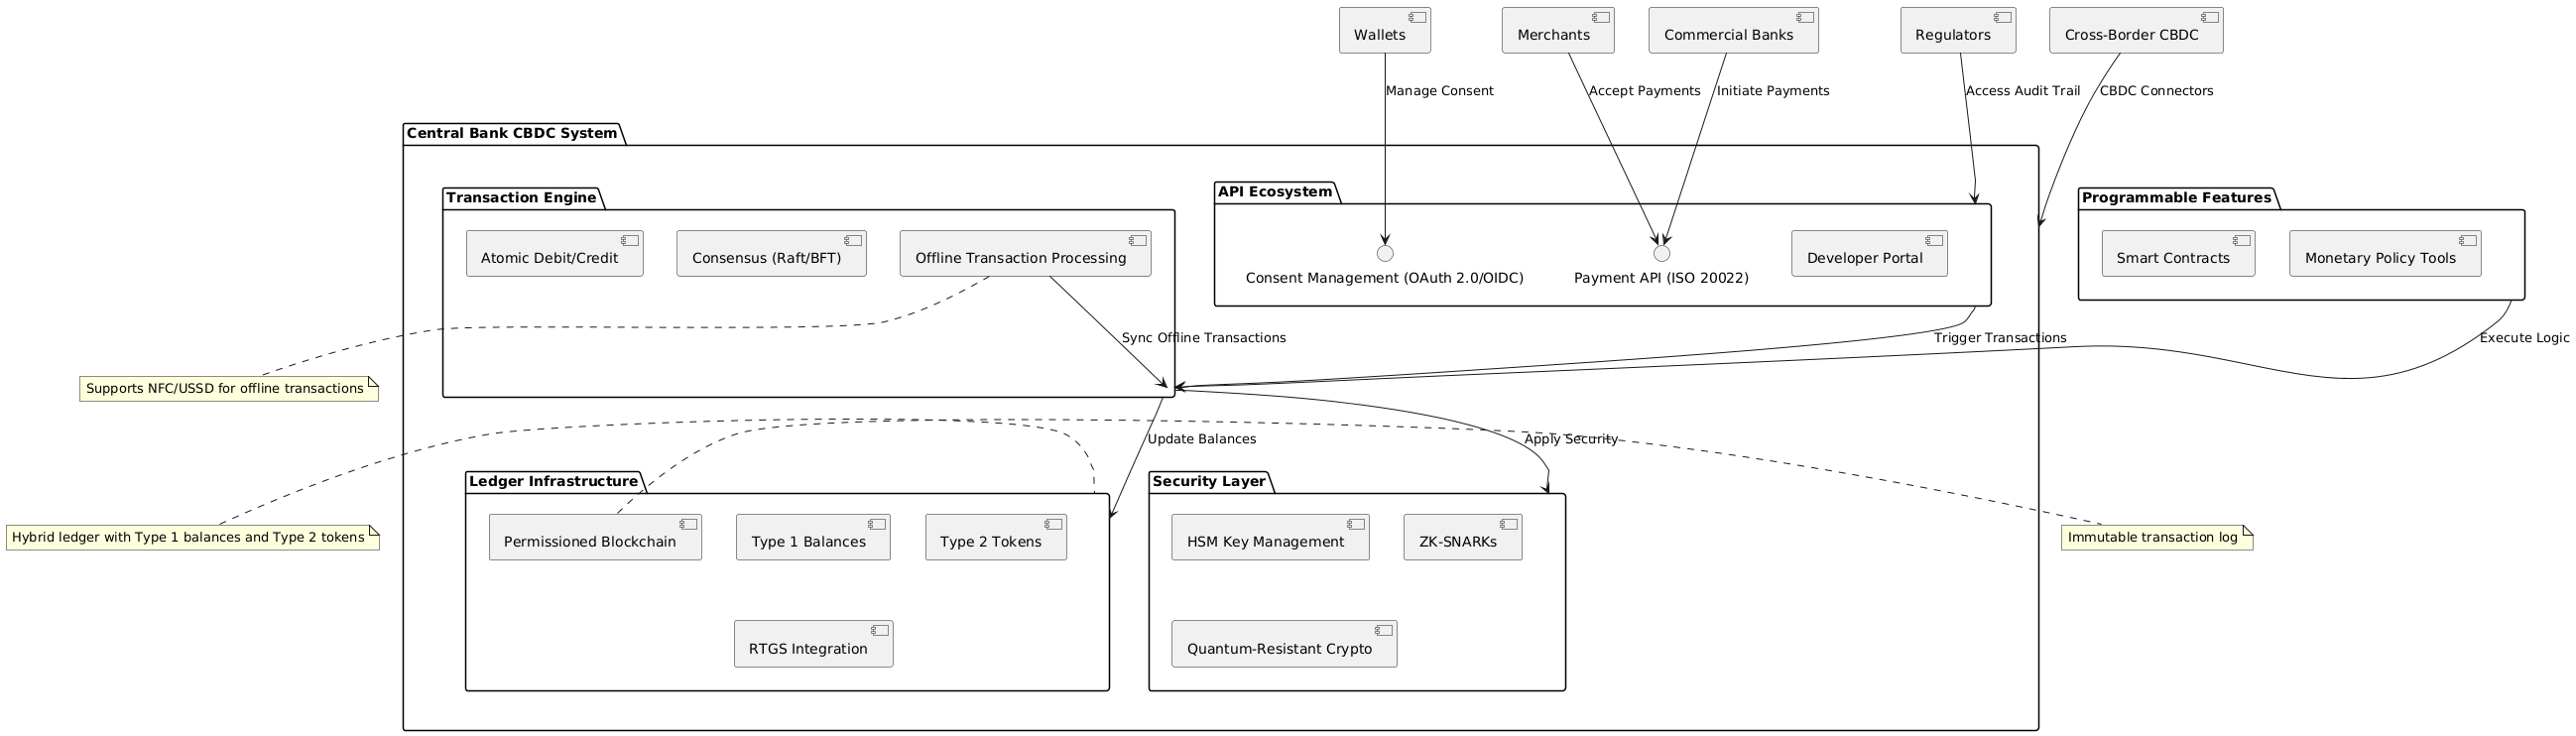 Wallets
Merchants
Commercial Banks
Regulators
Cross-Border CBDC
Manage Consent
Accept Payments
Initiate Payments
Access Audit Trail
CBDC Connectors
Central Bank CBDC System
Transaction Engine
API Ecosystem
Programmable Features
Atomic Debit/Credit
Consensus (Raft/BFT)
Offline Transaction Processing
Consent Management (OAuth 2.0/OIDC)
Payment API (ISO 20022)
Developer Portal
Smart Contracts
Monetary Policy Tools
Sync Offline Transactions
Trigger Transactions
Execute Logic
Supports NFC/USSD for offline transactions
Update Balances
Apply Security
Ledger Infrastructure
Security Layer
Hybrid ledger with Type 1 balances and Type 2 tokens
Permissioned Blockchain
Type 1 Balances
Type 2 Tokens
HSM Key Management
ZK-SNARKs
Immutable transaction log
RTGS Integration
Quantum-Resistant Crypto